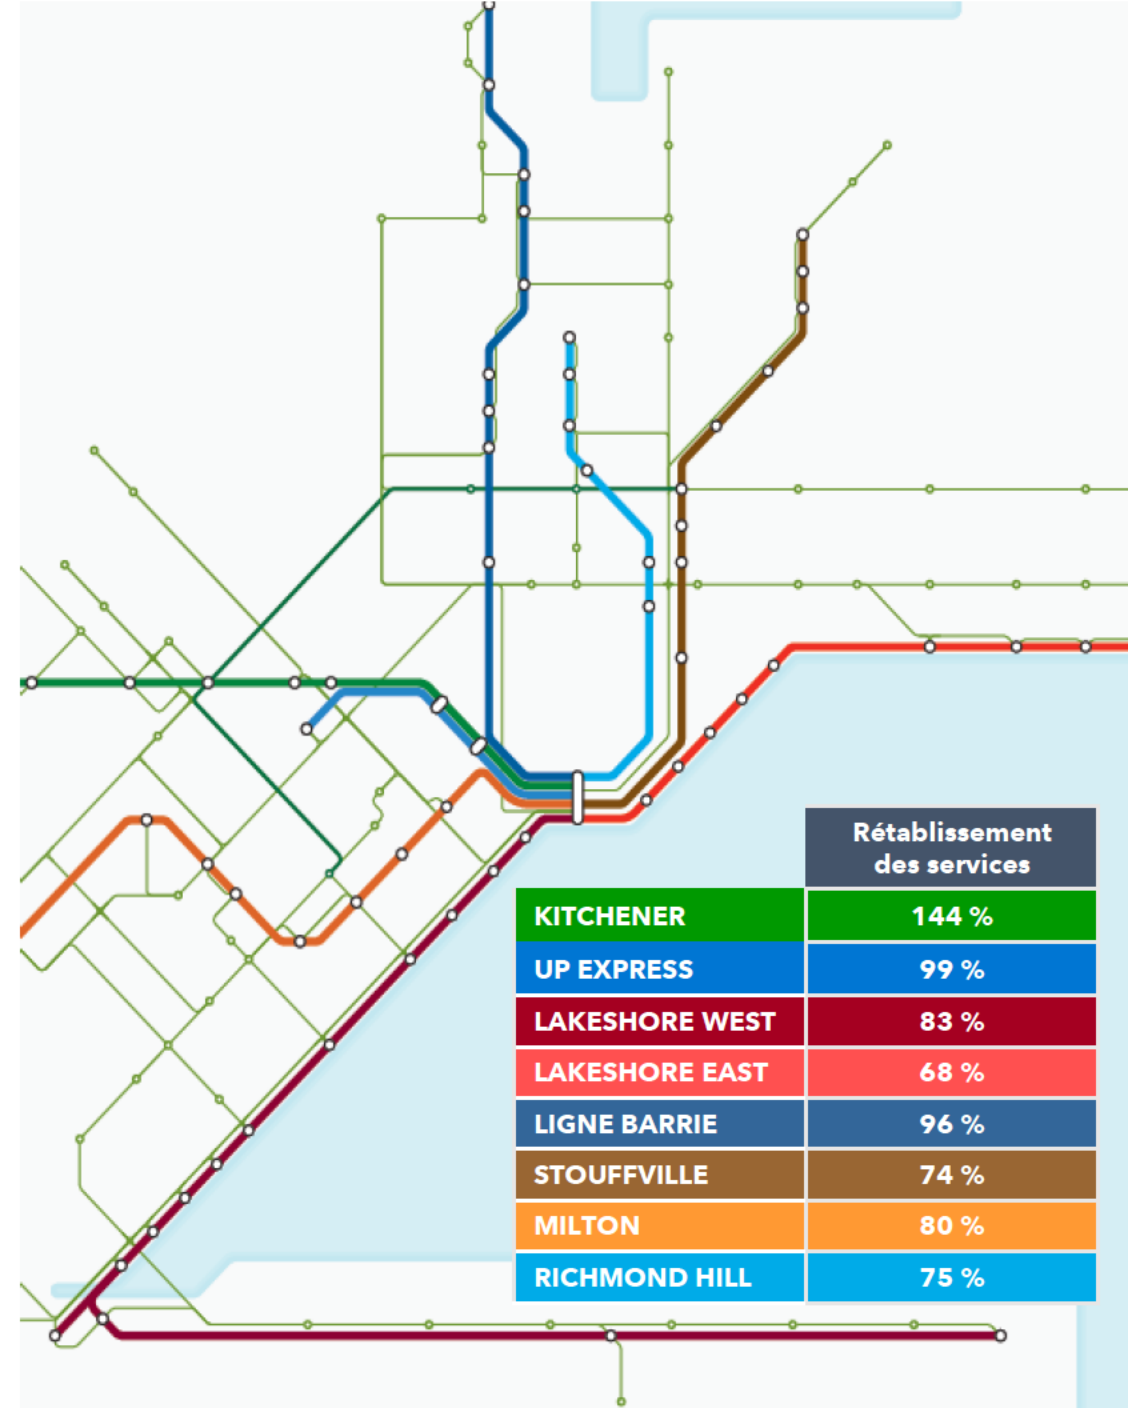 Rétablissement
des services
KITCHENER 144 %
UP EXPRESS 99 %
LAKESHORE WEST 83 %
LAKESHORE EAST 68 %
LIGNE BARRIE 96 %
STOUFFVILLE 74 %
MILTON 80 %
RICHMOND HILL 75 %